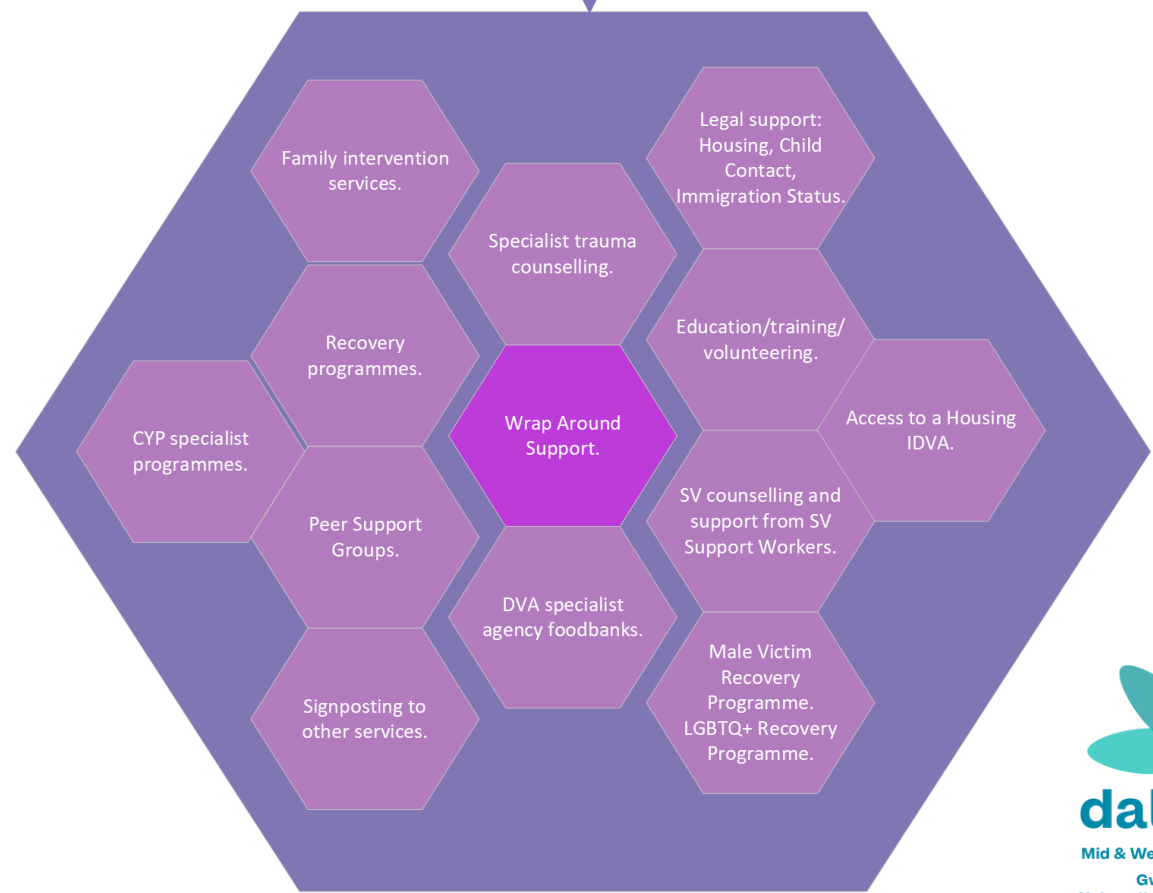 Family intervention
services.
Legal support:
Housing, Child
Contact,
Immigration Status.
Specialist trauma
counselling.
Recovery
programmes.
Education/training/
volunteering.
CYP specialist
programmes.
Wrap Around
Support.
Access to a Housing
IDVA.
Peer Support
Groups.
SV counselling and
support from SV
Support Workers.
DVA specialist
agency foodbanks.
Signposting to
other services.
Male Victim
Recovery
Programme.
LGBTQ+ Recovery
Programme.
Mid &